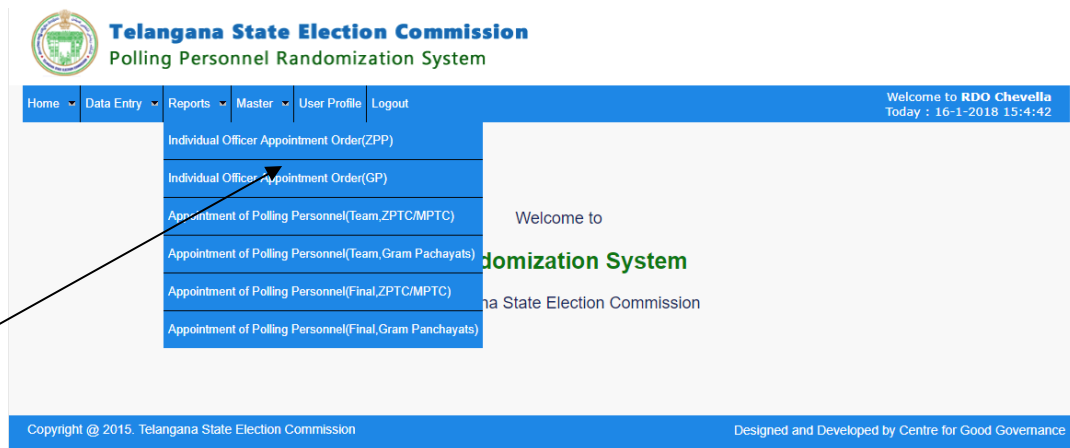 Telangana State Election Commission
Polling Personnel Randomization System
Home Data Entry Reports Master User Profile Logout
Welcome to RDO Chevella
Today : 16-1-2018 15:4:42
Individual Officer Appointment Order(ZPP)
Individual Officer Appointment Order(GP)
Appointment of Polling Personnel(Team,ZPTC/MPTC)
Welcome to
Appointment of Polling Personnel(Team,Gram Pachayats)
domization System
Appointment of Polling Personnel(Final,ZPTC/MPTC)
na State Election Commission
Appointment of Polling Personnel(Final,Gram Panchayats)
Copyright @ 2015. Telangana State Election Commission
Designed and Developed by Centre for Good Governance